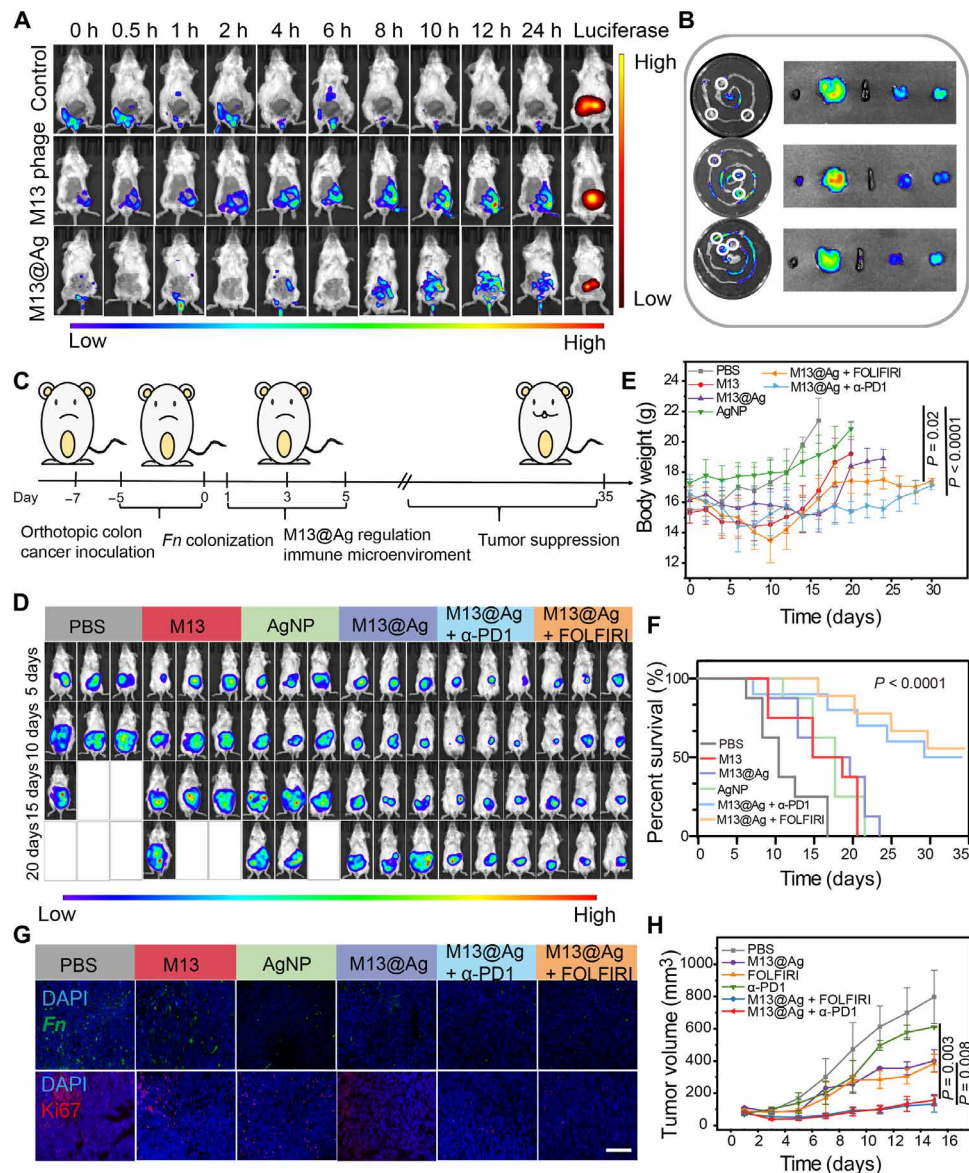 A
0 h 0.5 h 1 h 2 h 4 h 6 h 8 h 10 h 12 h 24 h Luciferase
Control
M13 phage
M13@Ag
High
Low
Low High
B
C
Day
–7 –5 0 1 3 5 35
Orthotopic colon
cancer inoculation
Fn colonization
M13@Ag regulation
immune microenviroment
Tumor suppression
D
PBS M13 AgNP M13@Ag M13@Ag
+ α-PD1 M13@Ag
+ FOLFIRI
5 days
10 days
15 days
20 days
Low High
E
PBS
M13
M13@Ag
AgNP
M13@Ag + FOLIFIRI
M13@Ag + α-PD1
P = 0.02
P < 0.0001
Body weight (g)
24
22
20
18
16
14
12
0 5 10 15 20 25 30
Time (days)
F
P < 0.0001
Percent survival (%)
100
50
0
PBS
M13
M13@Ag
AgNP
M13@Ag + α-PD1
M13@Ag + FOLFIRI
0 5 10 15 20 25 30 35
Time (days)
G
PBS M13 AgNP M13@Ag M13@Ag
+ α-PD1 M13@Ag
+ FOLFIRI
DAPI
Fn
DAPI
Ki67
H
PBS
M13@Ag
FOLFIRI
α-PD1
M13@Ag + FOLFIRI
M13@Ag + α-PD1
P = 0.003
P = 0.008
Tumor volume (mm3)
1000
800
600
400
200
0
0 2 4 6 8 10 12 14 16 18
Time (days)